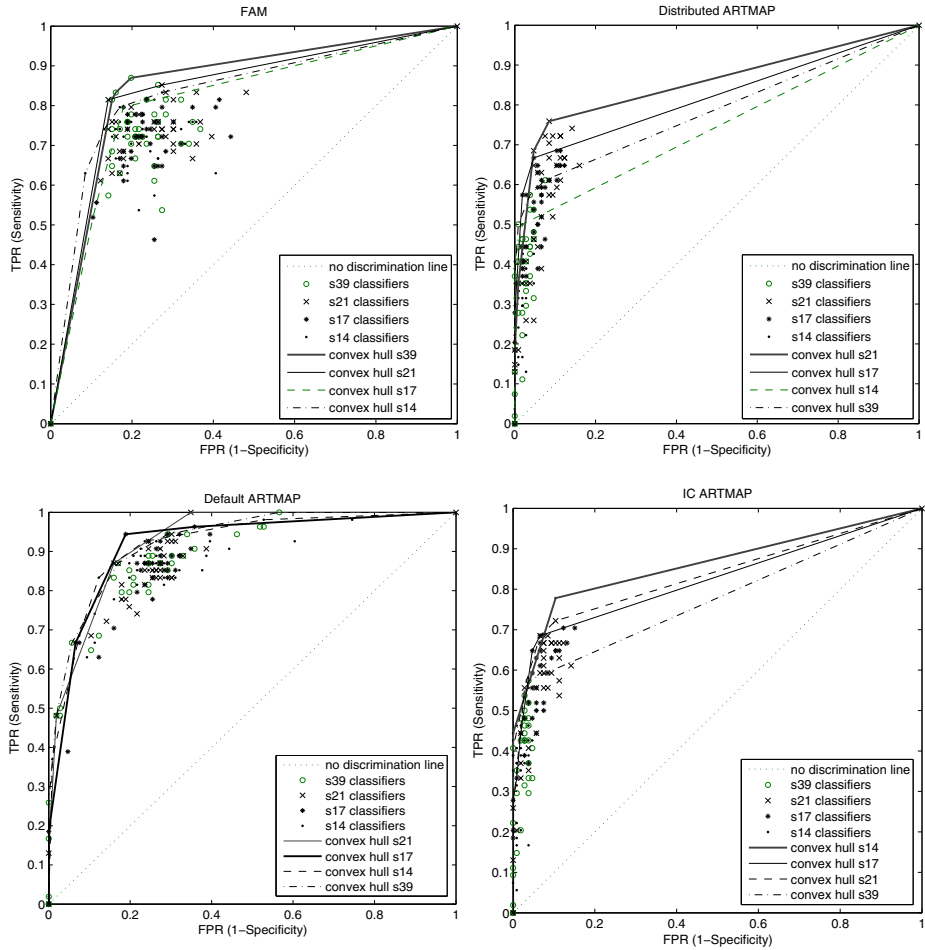 FAM
1
0.9
0.8
0.7
0.6
0.5
0.4
0.3
0.2
0.1
0
0 0.2 0.4 0.6 0.8 1
TPR (Sensitivity)
FPR (1−Specificity)
no discrimination line
s39 classifiers
s21 classifiers
s17 classifiers
s14 classifiers
convex hull s39
convex hull s21
convex hull s17
convex hull s14
Distributed ARTMAP
1
0.9
0.8
0.7
0.6
0.5
0.4
0.3
0.2
0.1
0
0 0.2 0.4 0.6 0.8 1
TPR (Sensitivity)
FPR (1−Specificity)
no discrimination line
s39 classifiers
s21 classifiers
s17 classifiers
s14 classifiers
convex hull s21
convex hull s17
convex hull s14
convex hull s39
Default ARTMAP
1
0.9
0.8
0.7
0.6
0.5
0.4
0.3
0.2
0.1
0
0 0.2 0.4 0.6 0.8 1
TPR (Sensitivity)
FPR (1−Specificity)
no discrimination line
s39 classifiers
s21 classifiers
s17 classifiers
s14 classifiers
convex hull s21
convex hull s17
convex hull s14
convex hull s39
IC ARTMAP
1
0.9
0.8
0.7
0.6
0.5
0.4
0.3
0.2
0.1
0
0 0.2 0.4 0.6 0.8 1
TPR (Sensitivity)
FPR (1−Specificity)
no discrimination line
s39 classifiers
s21 classifiers
s17 classifiers
s14 classifiers
convex hull s14
convex hull s17
convex hull s21
convex hull s39